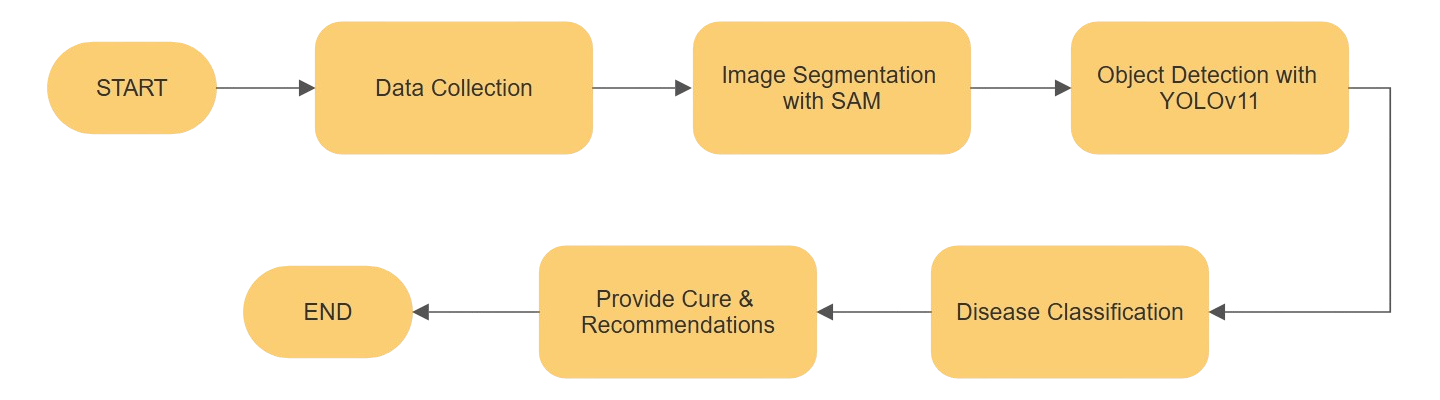 START
Data Collection
Image Segmentation
with SAM
Object Detection with
YOLOv11
Disease Classification
Provide Cure &
Recommendations
END